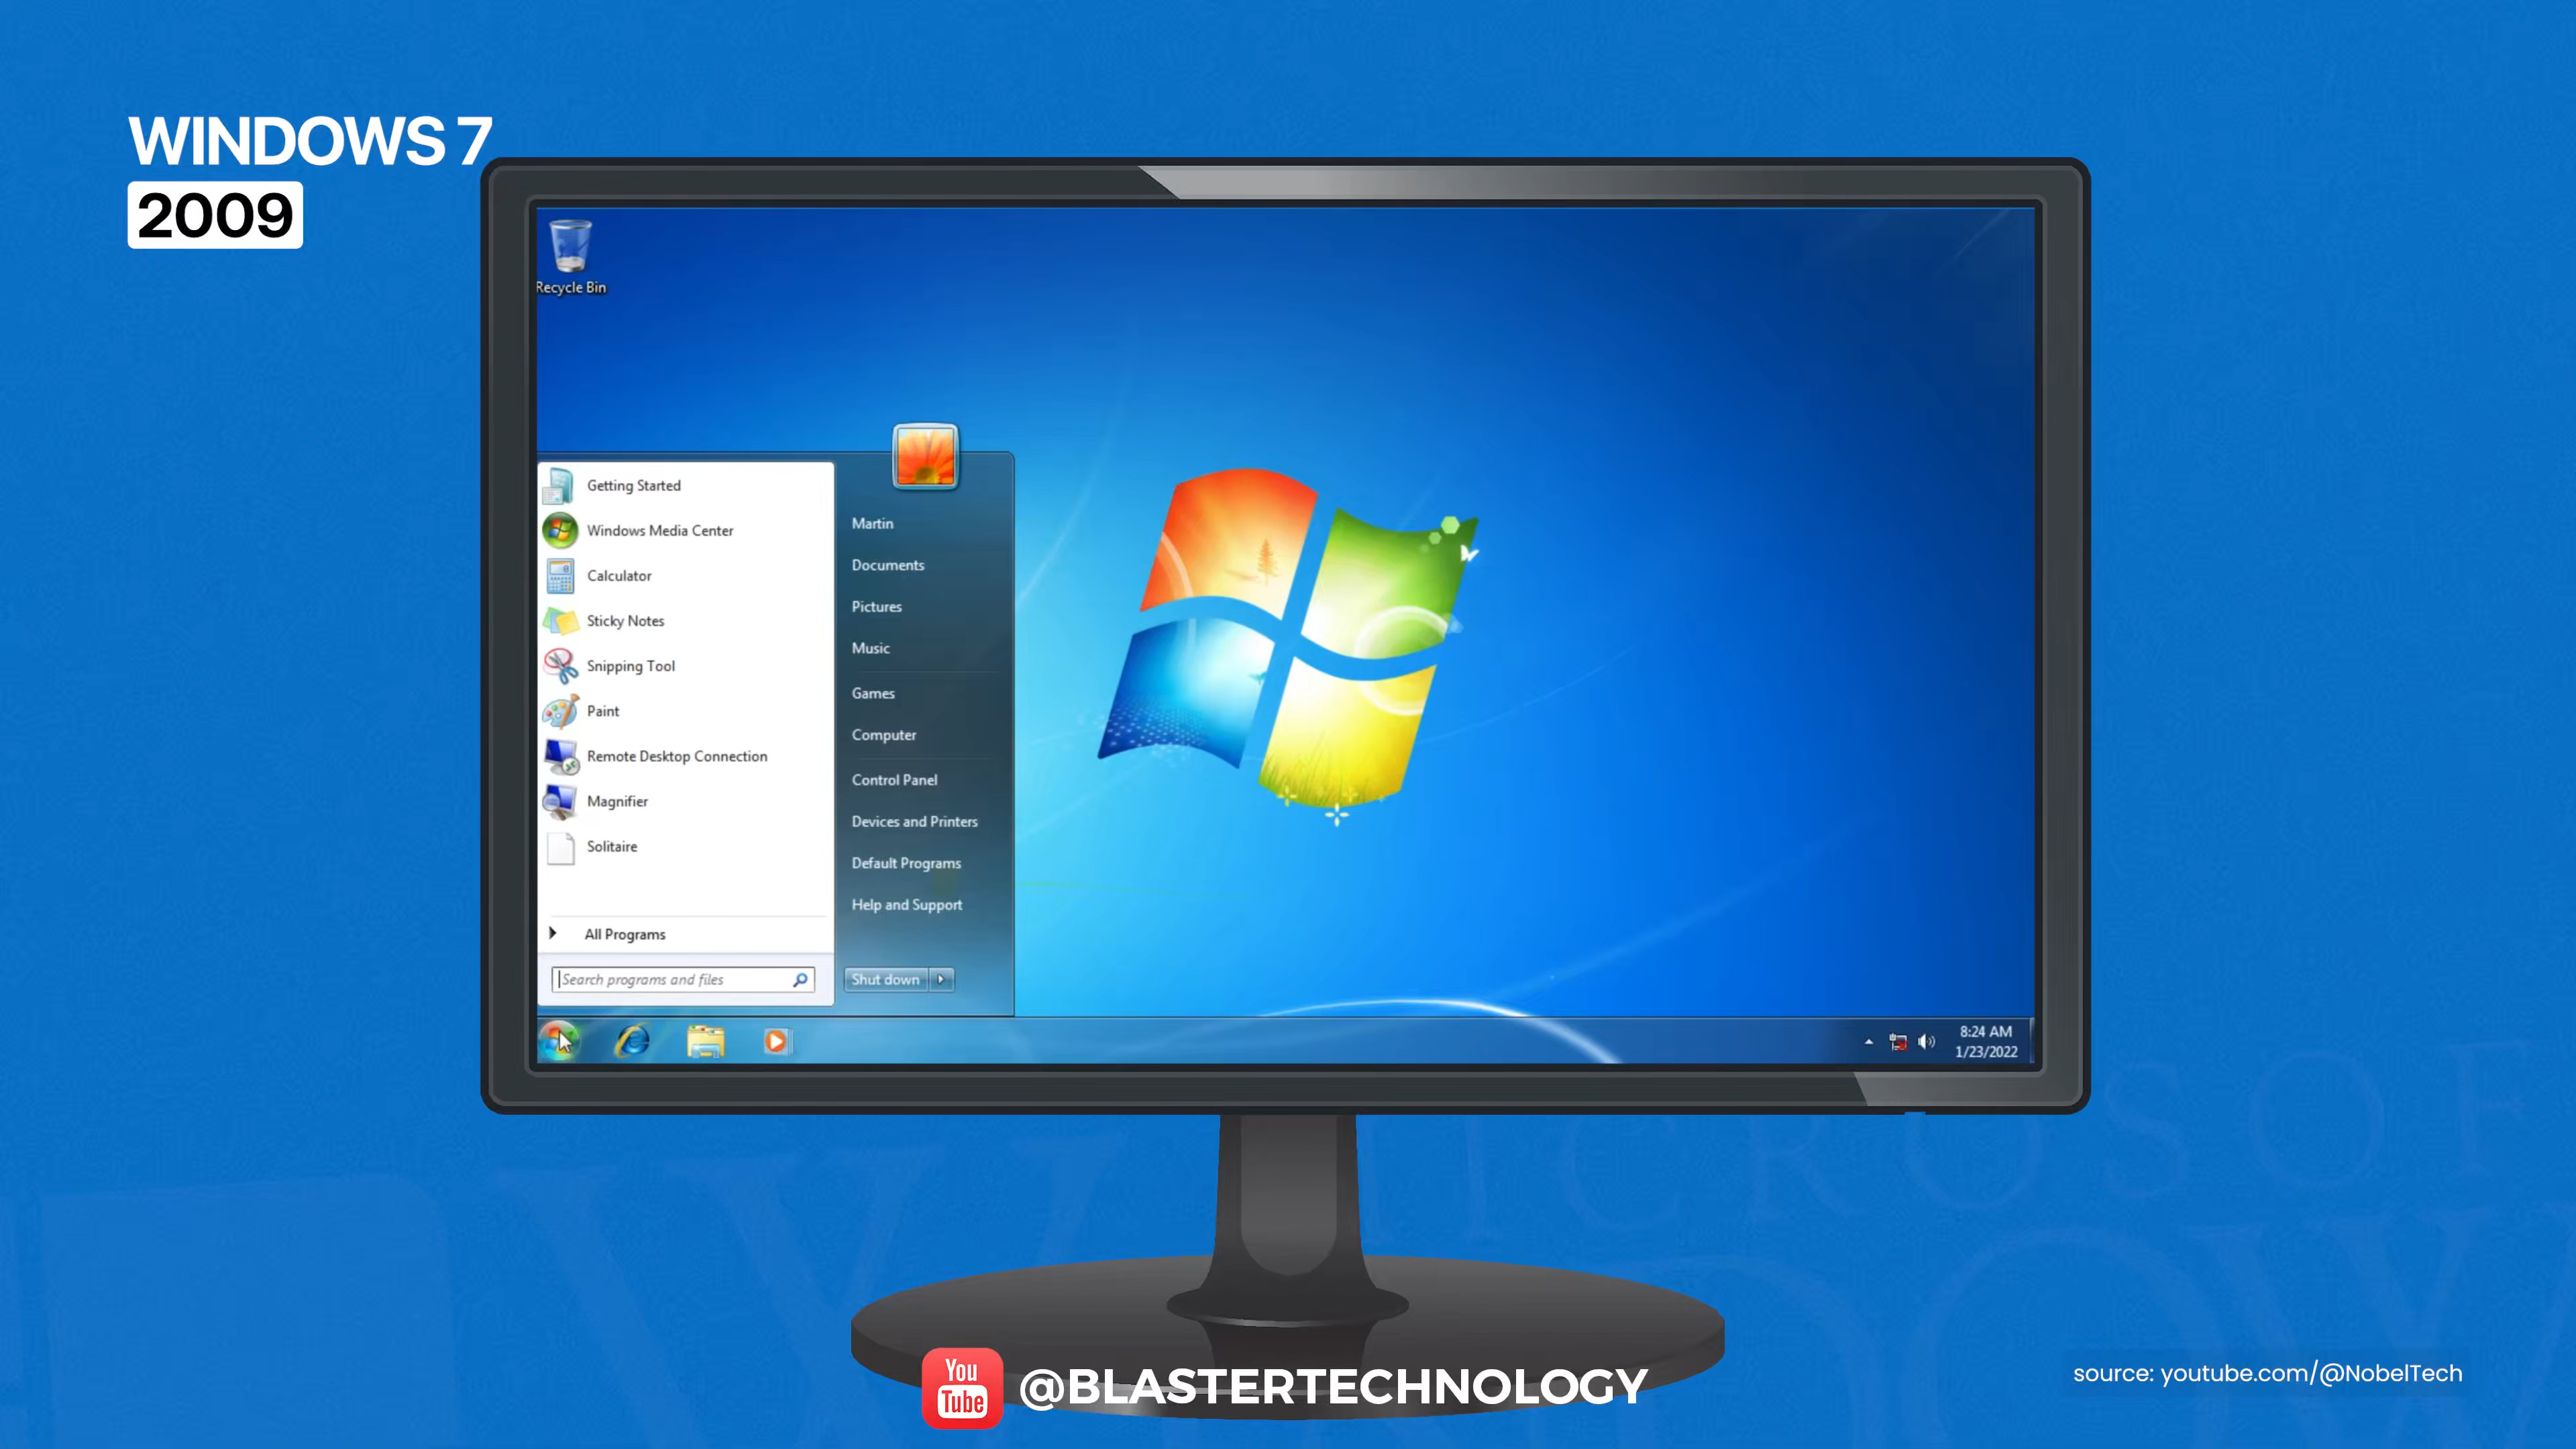 WINDOWS 7
2009
Recycle Bin
Getting Started
Windows Media Center
Calculator
Sticky Notes
Snipping Tool
Paint
Remote Desktop Connection
Magnifier
Solitaire
All Programs
Search programs and files
Martin
Documents
Pictures
Music
Games
Computer
Control Panel
Devices and Printers
Default Programs
Help and Support
Shut down
8:24 AM
1/23/2022
MICROSOF
You
Tube
@BLASTERTECHNOLOGY
source: youtube.com/@NobelTech